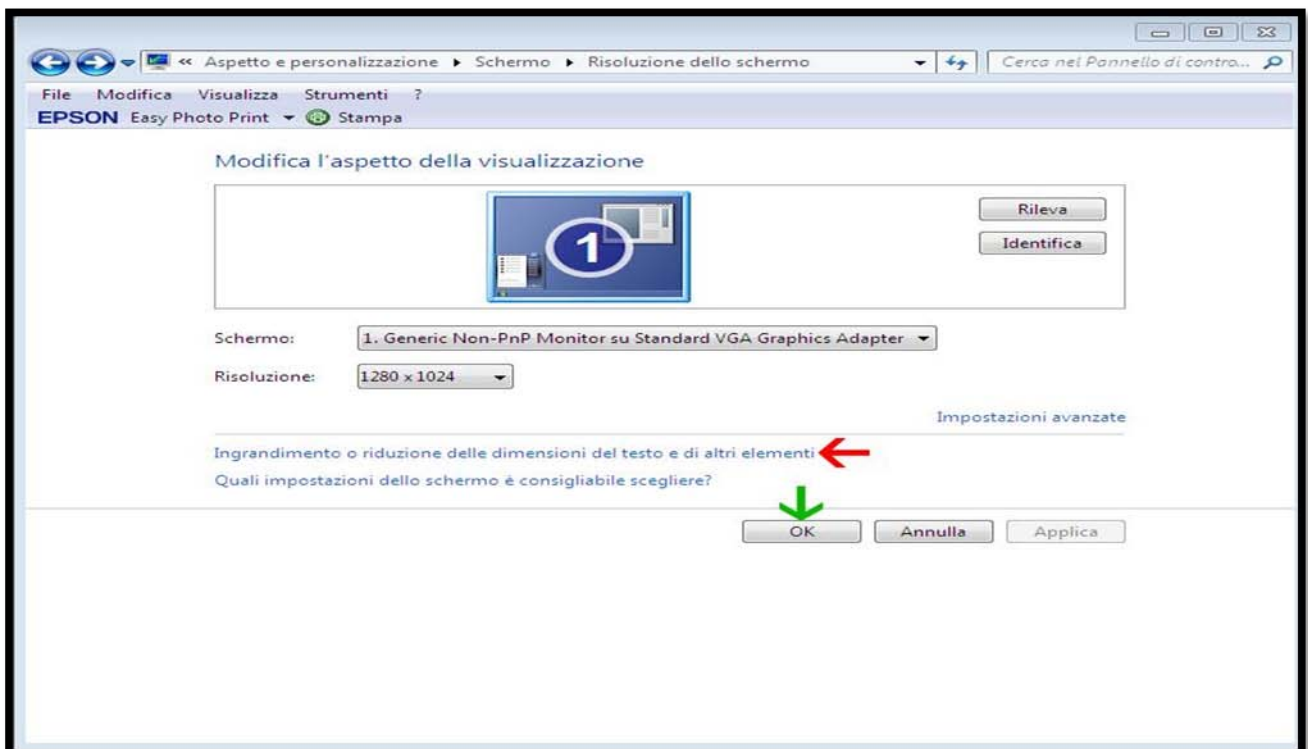 « Aspetto e personalizzazione ▸ Schermo ▸ Risoluzione dello schermo Cerca nel Pannello di contro...
File Modifica Visualizza Strumenti ?
EPSON Easy Photo Print Stampa
Modifica l'aspetto della visualizzazione
1
Rileva
Identifica
Schermo: 1. Generic Non-PnP Monitor su Standard VGA Graphics Adapter
Risoluzione: 1280 x 1024
Impostazioni avanzate
Ingrandimento o riduzione delle dimensioni del testo e di altri elementi
Quali impostazioni dello schermo è consigliabile scegliere?
OK Annulla Applica